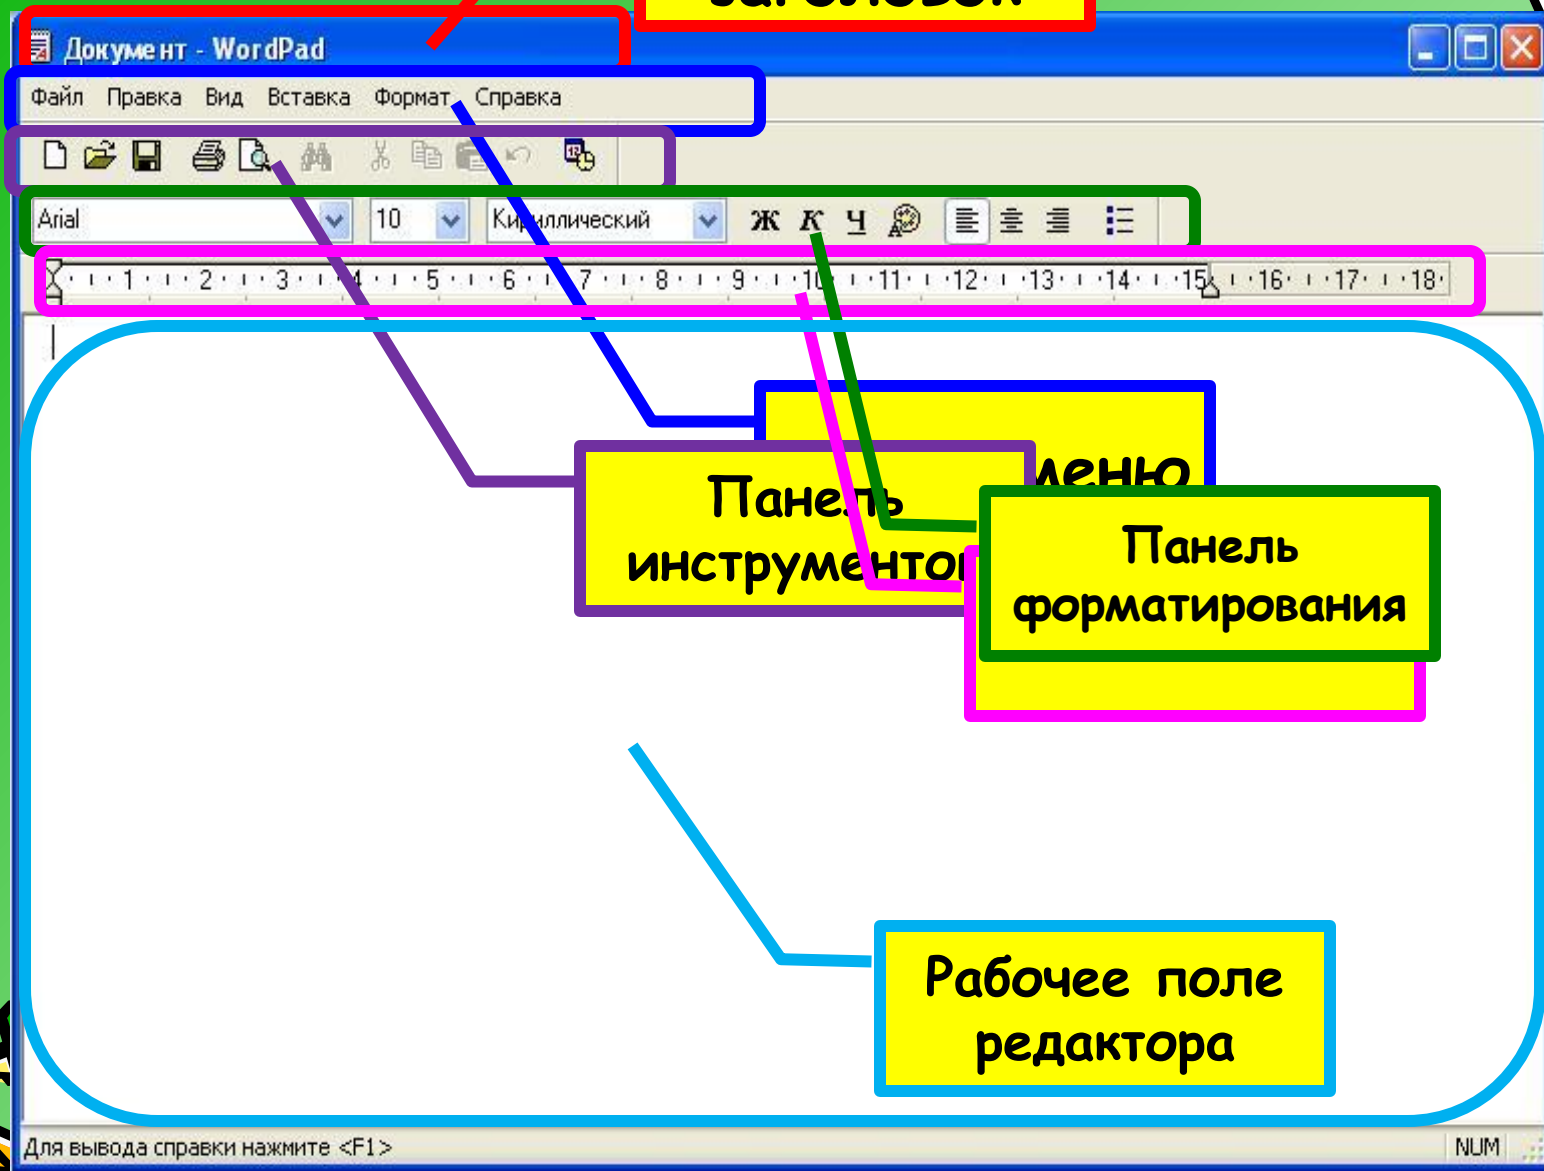 заголовок
Документ - WordPad
Файл Правка Вид Вставка Формат Справка
Arial 10 Кириллический Ж К Ч
1 2 3 4 5 6 7 8 9 10 11 12 13 14 15 16 17 18
меню
Панель
инструментов
Панель
форматирования
Рабочее поле
редактора
Для вывода справки нажмите <F1> NUM